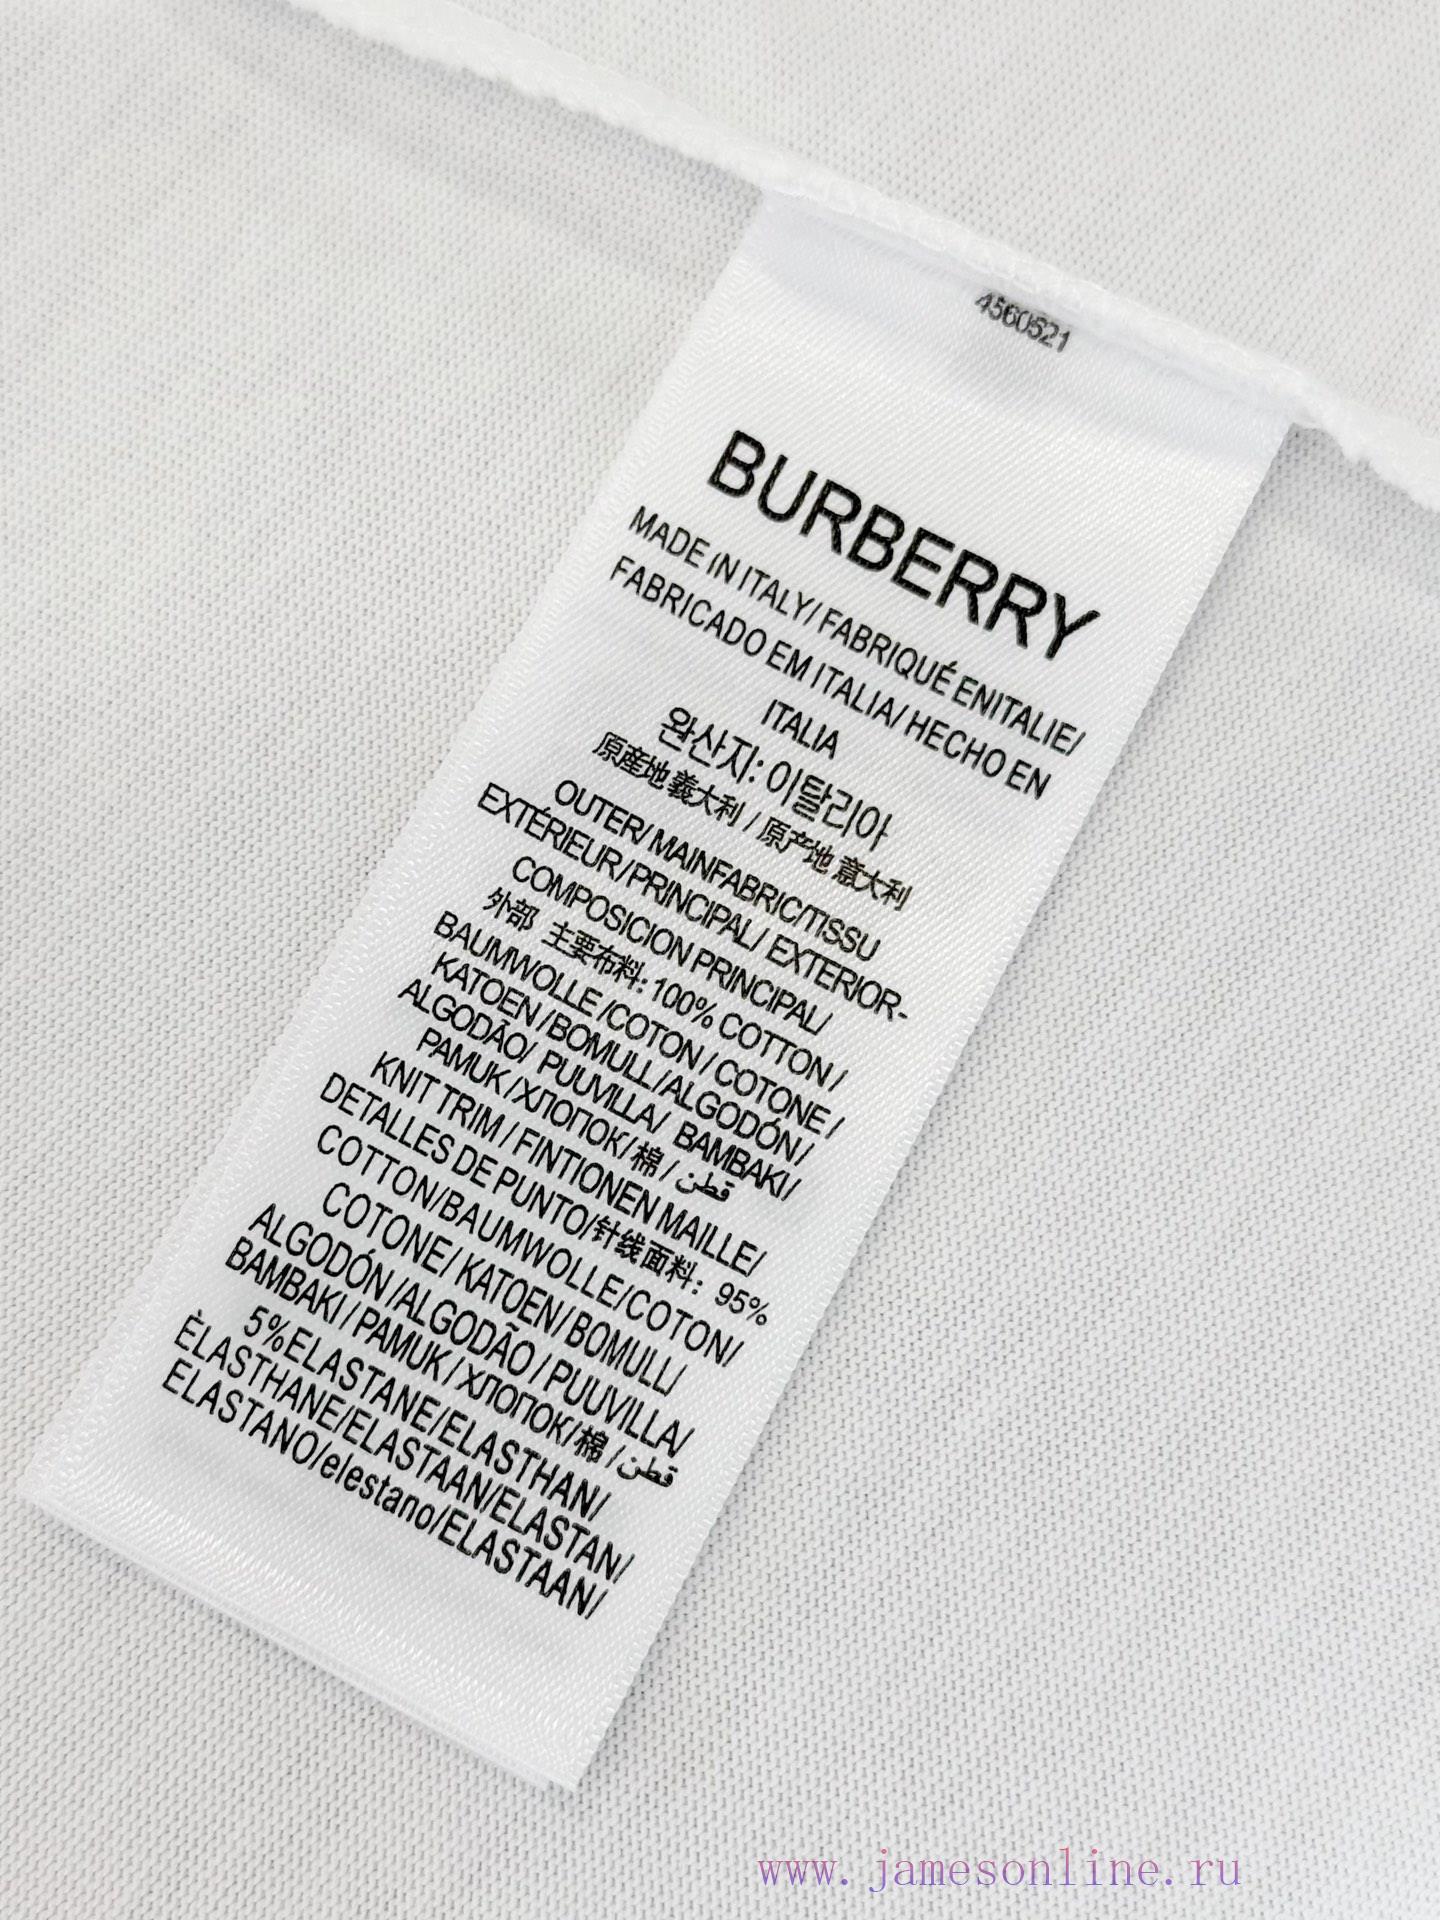 4560521
BURBERRY
MADE IN ITALY/ FABRIQUÉ ENITALIE/
FABRICADO EM ITALIA/ HECHO EN
ITALIA
완산지: 이탈리아
原産地 義大利 / 原产地 意大利
OUTER/ MAINFABRIC/TISSU
EXTÉRIEUR/PRINCIPAL/ EXTERIOR-
COMPOSICION PRINCIPAL/
外部 主要布料: 100% COTTON /
BAUMWOLLE /COTON / COTONE /
KATOEN /BOMULL /ALGODÓN /
ALGODÃO/ PUUVILLA/ BAMBAKI/
PAMUK /ХЛОПОК/ 棉 / قطن
KNIT TRIM / FINTIONEN MAILLE/
DETALLES DE PUNTO/针线面料: 95%
COTTON/BAUMWOLLE/COTON/
COTONE/ KATOEN/ BOMULL/
ALGODÓN /ALGODÃO / PUUVILLA/
BAMBAKI / PAMUK / ХЛОПОК/ 棉 / قطن
5%ELASTANE/ELASTHAN/
ÈLASTHANE/ELASTAAN/ELASTAN/
ELASTANO/elestano/ELASTAAN/
www.jamesonline.ru